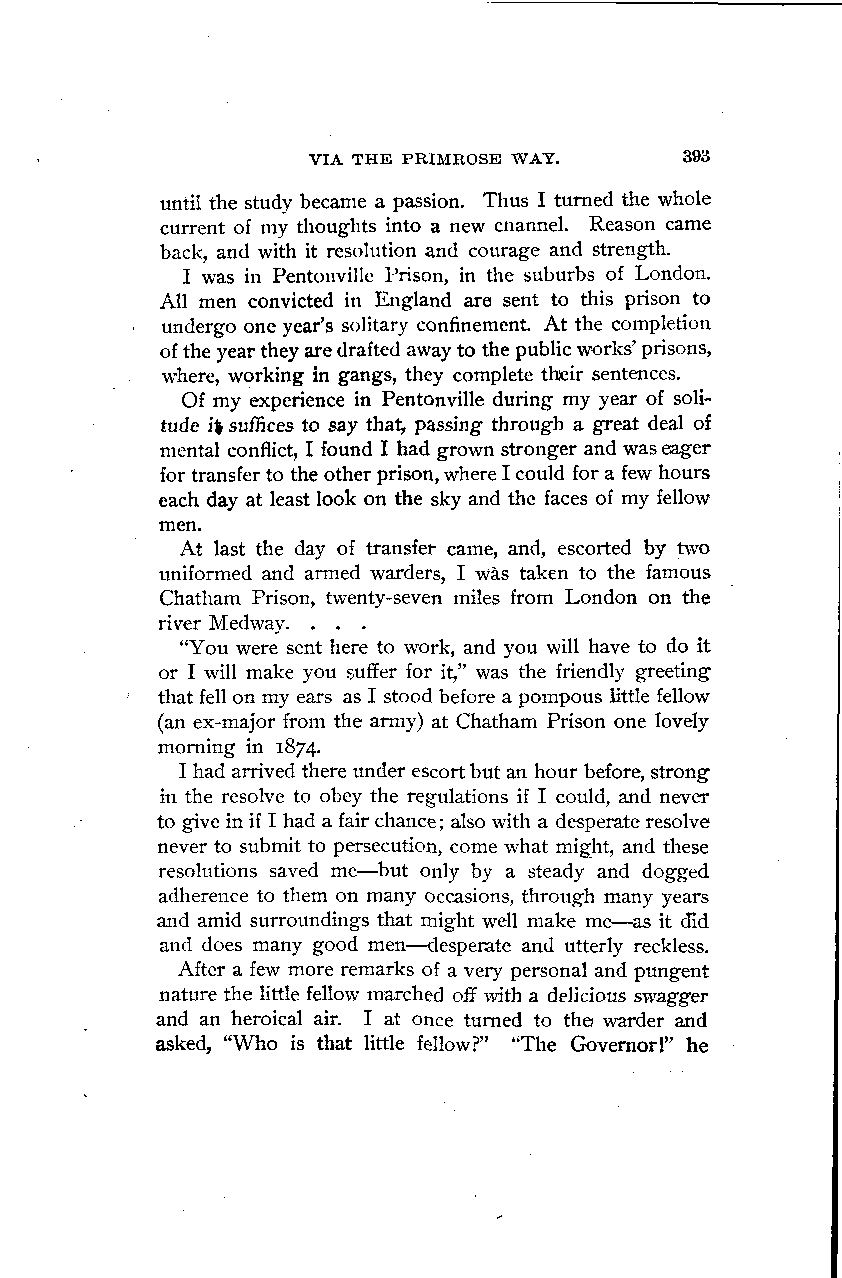 VIA THE PRIMROSE WAY. 393
until the study became a passion. Thus I turned the whole
current of my thoughts into a new cnannel. Reason came
back, and with it resolution and courage and strength.
I was in Pentonville Prison, in the suburbs of London.
All men convicted in England are sent to this prison to
undergo one year's solitary confinement. At the completion
of the year they are drafted away to the public works' prisons,
where, working in gangs, they complete their sentences.
Of my experience in Pentonville during my year of soli-
tude it suffices to say that, passing through a great deal of
mental conflict, I found I had grown stronger and was eager
for transfer to the other prison, where I could for a few hours
each day at least look on the sky and the faces of my fellow
men.
At last the day of transfer came, and, escorted by two
uniformed and armed warders, I was taken to the famous
Chatham Prison, twenty-seven miles from London on the
river Medway. . . .
"You were sent here to work, and you will have to do it
or I will make you suffer for it," was the friendly greeting
that fell on my ears as I stood before a pompous little fellow
(an ex-major from the army) at Chatham Prison one lovely
morning in 1874.
I had arrived there under escort but an hour before, strong
in the resolve to obey the regulations if I could, and never
to give in if I had a fair chance; also with a desperate resolve
never to submit to persecution, come what might, and these
resolutions saved me—but only by a steady and dogged
adherence to them on many occasions, through many years
and amid surroundings that might well make me—as it did
and does many good men—desperate and utterly reckless.
After a few more remarks of a very personal and pungent
nature the little fellow marched off with a delicious swagger
and an heroical air. I at once turned to the warder and
asked, "Who is that little fellow?" "The Governor!" he